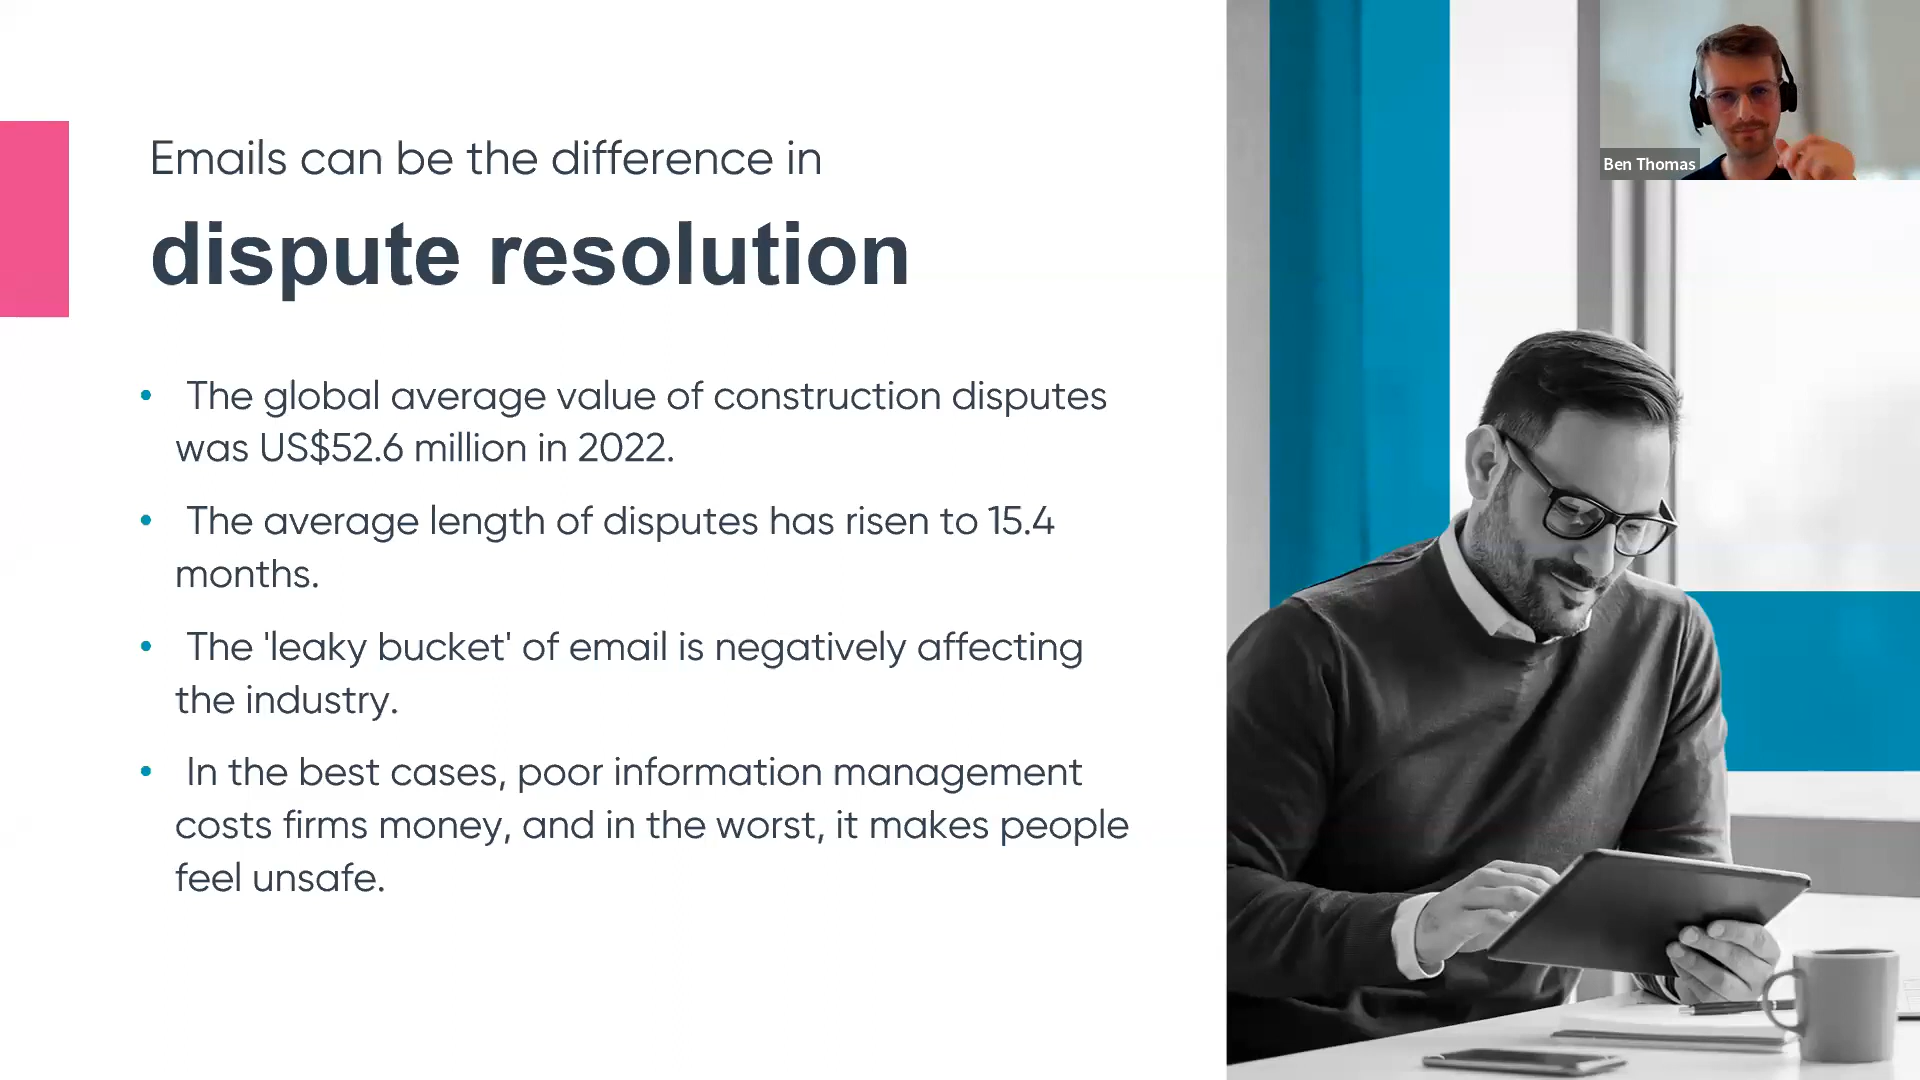 Emails can be the difference in
dispute resolution
• The global average value of construction disputes
was US$52.6 million in 2022.
• The average length of disputes has risen to 15.4
months.
• The 'leaky bucket' of email is negatively affecting
the industry.
• In the best cases, poor information management
costs firms money, and in the worst, it makes people
feel unsafe.
Ben Thomas